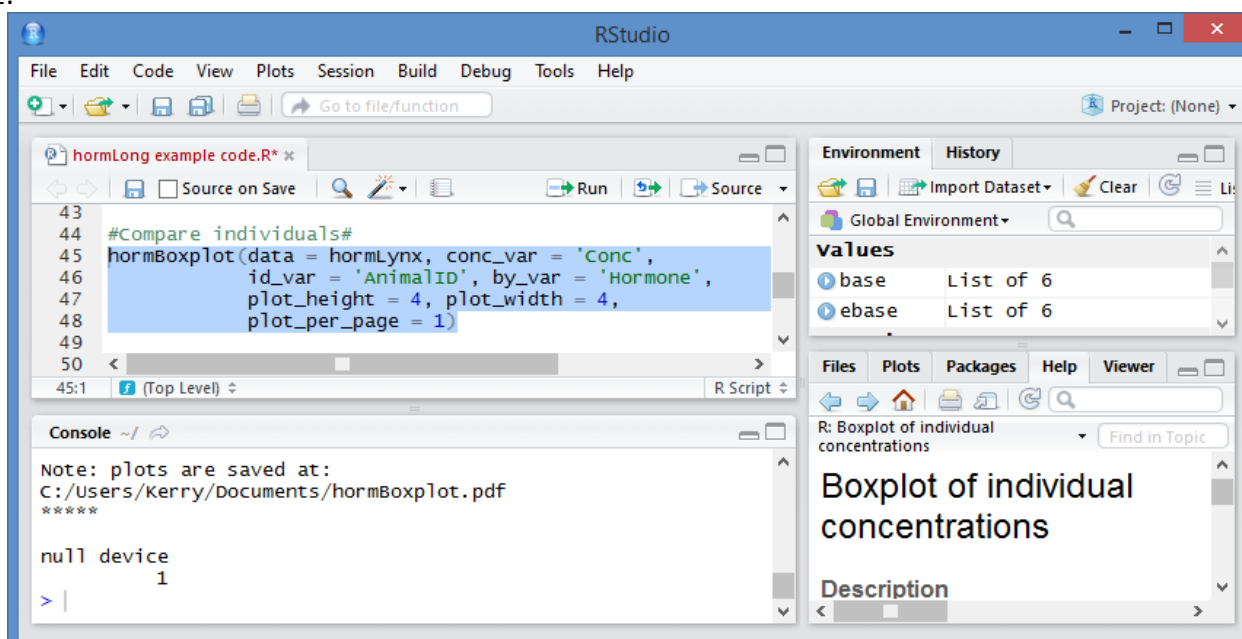 RStudio
File Edit Code View Plots Session Build Debug Tools Help
Go to file/function
Project: (None)
hormLong example code.R*
Source on Save
Run
Source
43
44 #Compare individuals#
45 hormBoxplot(data = hormLynx, conc_var = 'Conc',
46 id_var = 'AnimalID', by_var = 'Hormone',
47 plot_height = 4, plot_width = 4,
48 plot_per_page = 1)
49
50
45:1 (Top Level) R Script
Console ~/
Note: plots are saved at:
C:/Users/Kerry/Documents/hormBoxplot.pdf
*****
null device
1
>
Environment History
Import Dataset Clear
Global Environment
Values
base List of 6
ebase List of 6
Files Plots Packages Help Viewer
R: Boxplot of individual
concentrations
Find in Topic
Boxplot of individual
concentrations
Description